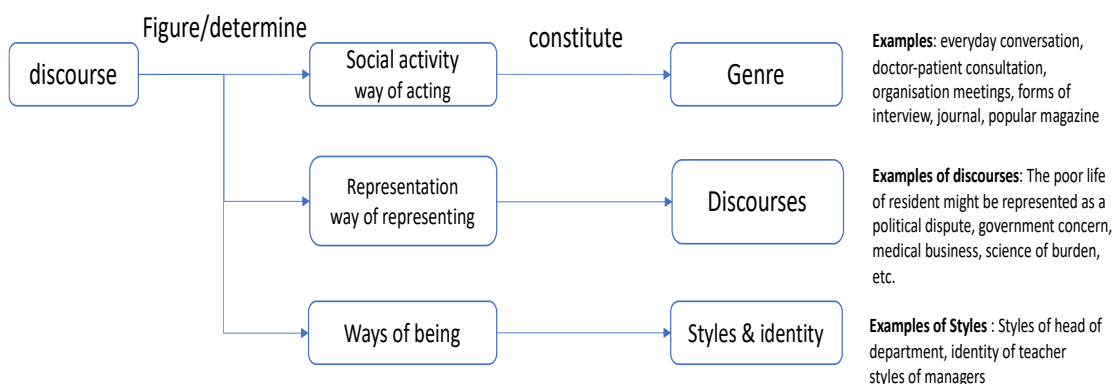 Figure/determine
constitute
discourse
Social activity
way of acting
Genre
Examples: everyday conversation,
doctor-patient consultation,
organisation meetings, forms of
interview, journal, popular magazine
Representation
way of representing
Discourses
Examples of discourses: The poor life
of resident might be represented as a
political dispute, government concern,
medical business, science of burden,
etc.
Ways of being
Styles & identity
Examples of Styles : Styles of head of
department, identity of teacher
styles of managers